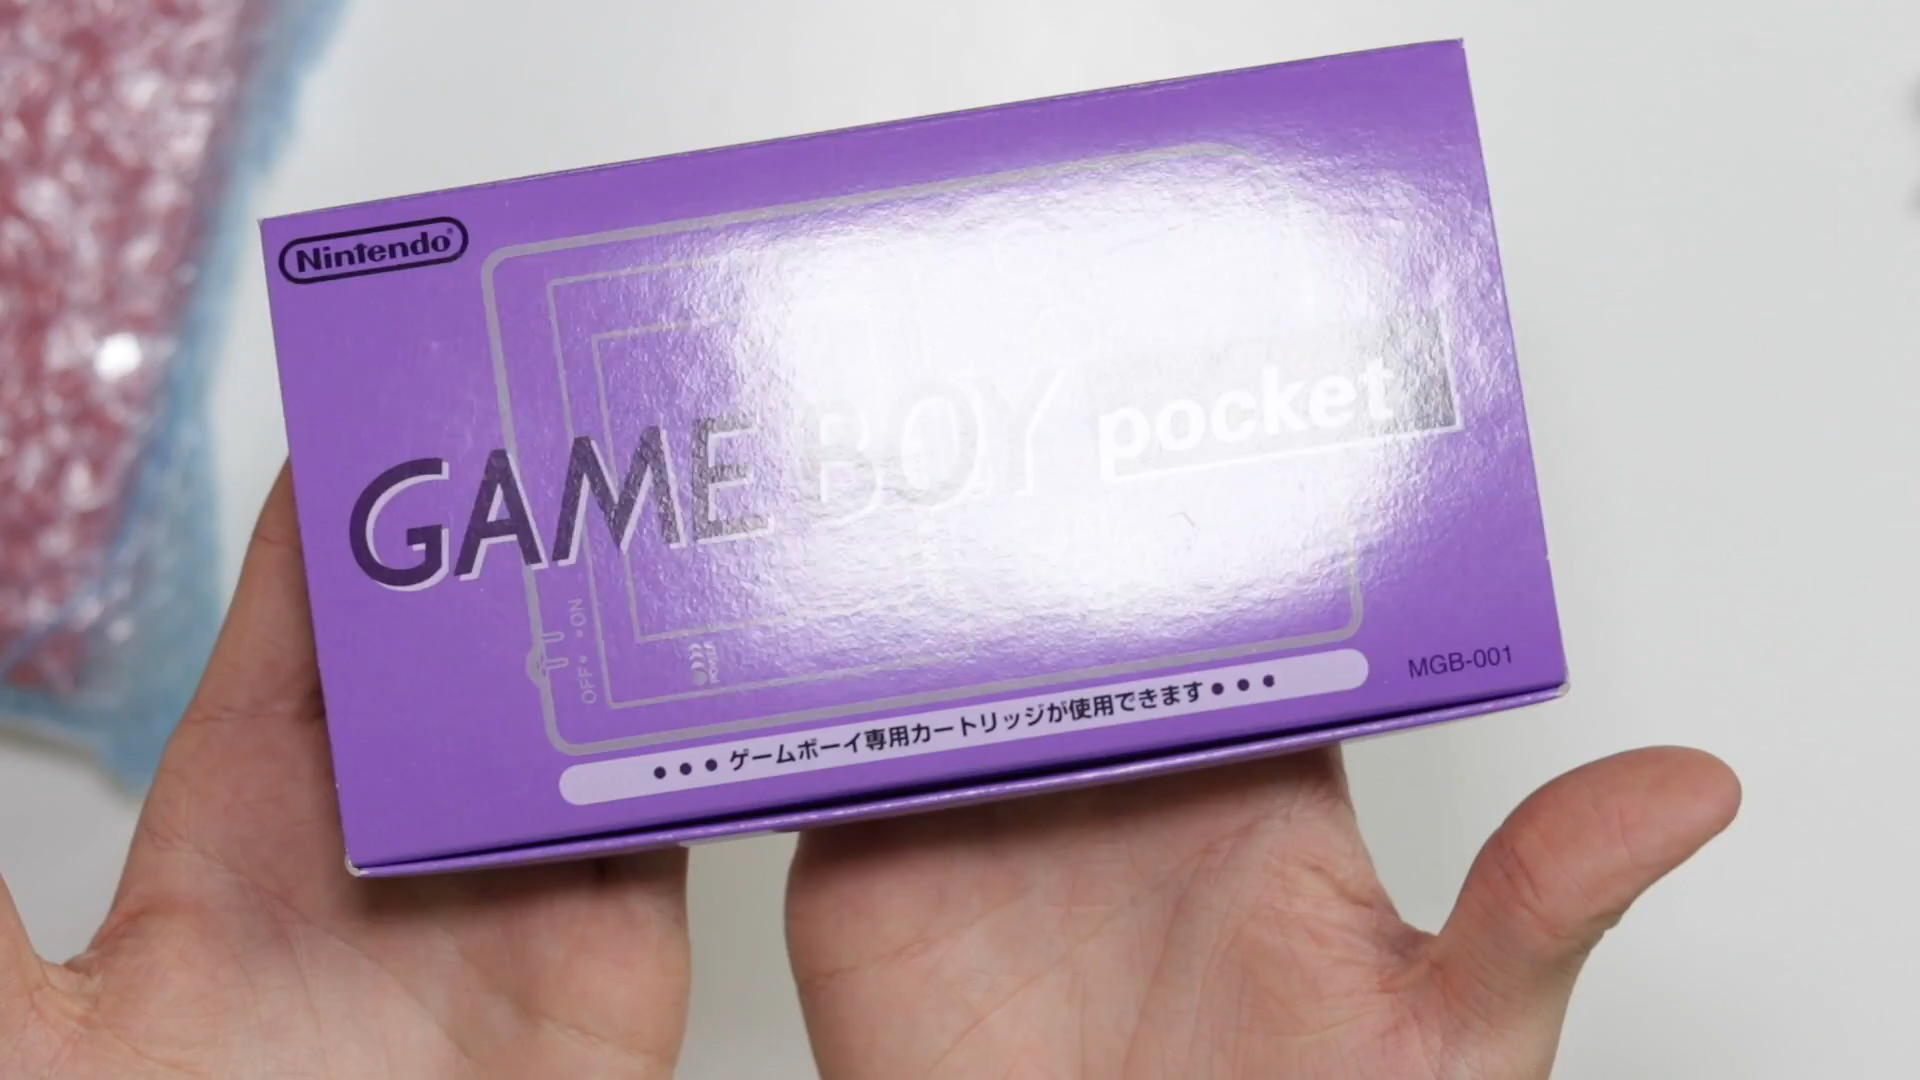 Nintendo®
GAME BOY pocket
OFF• •ON
•••ゲームボーイ専用カートリッジが使用できます•••
MGB-001